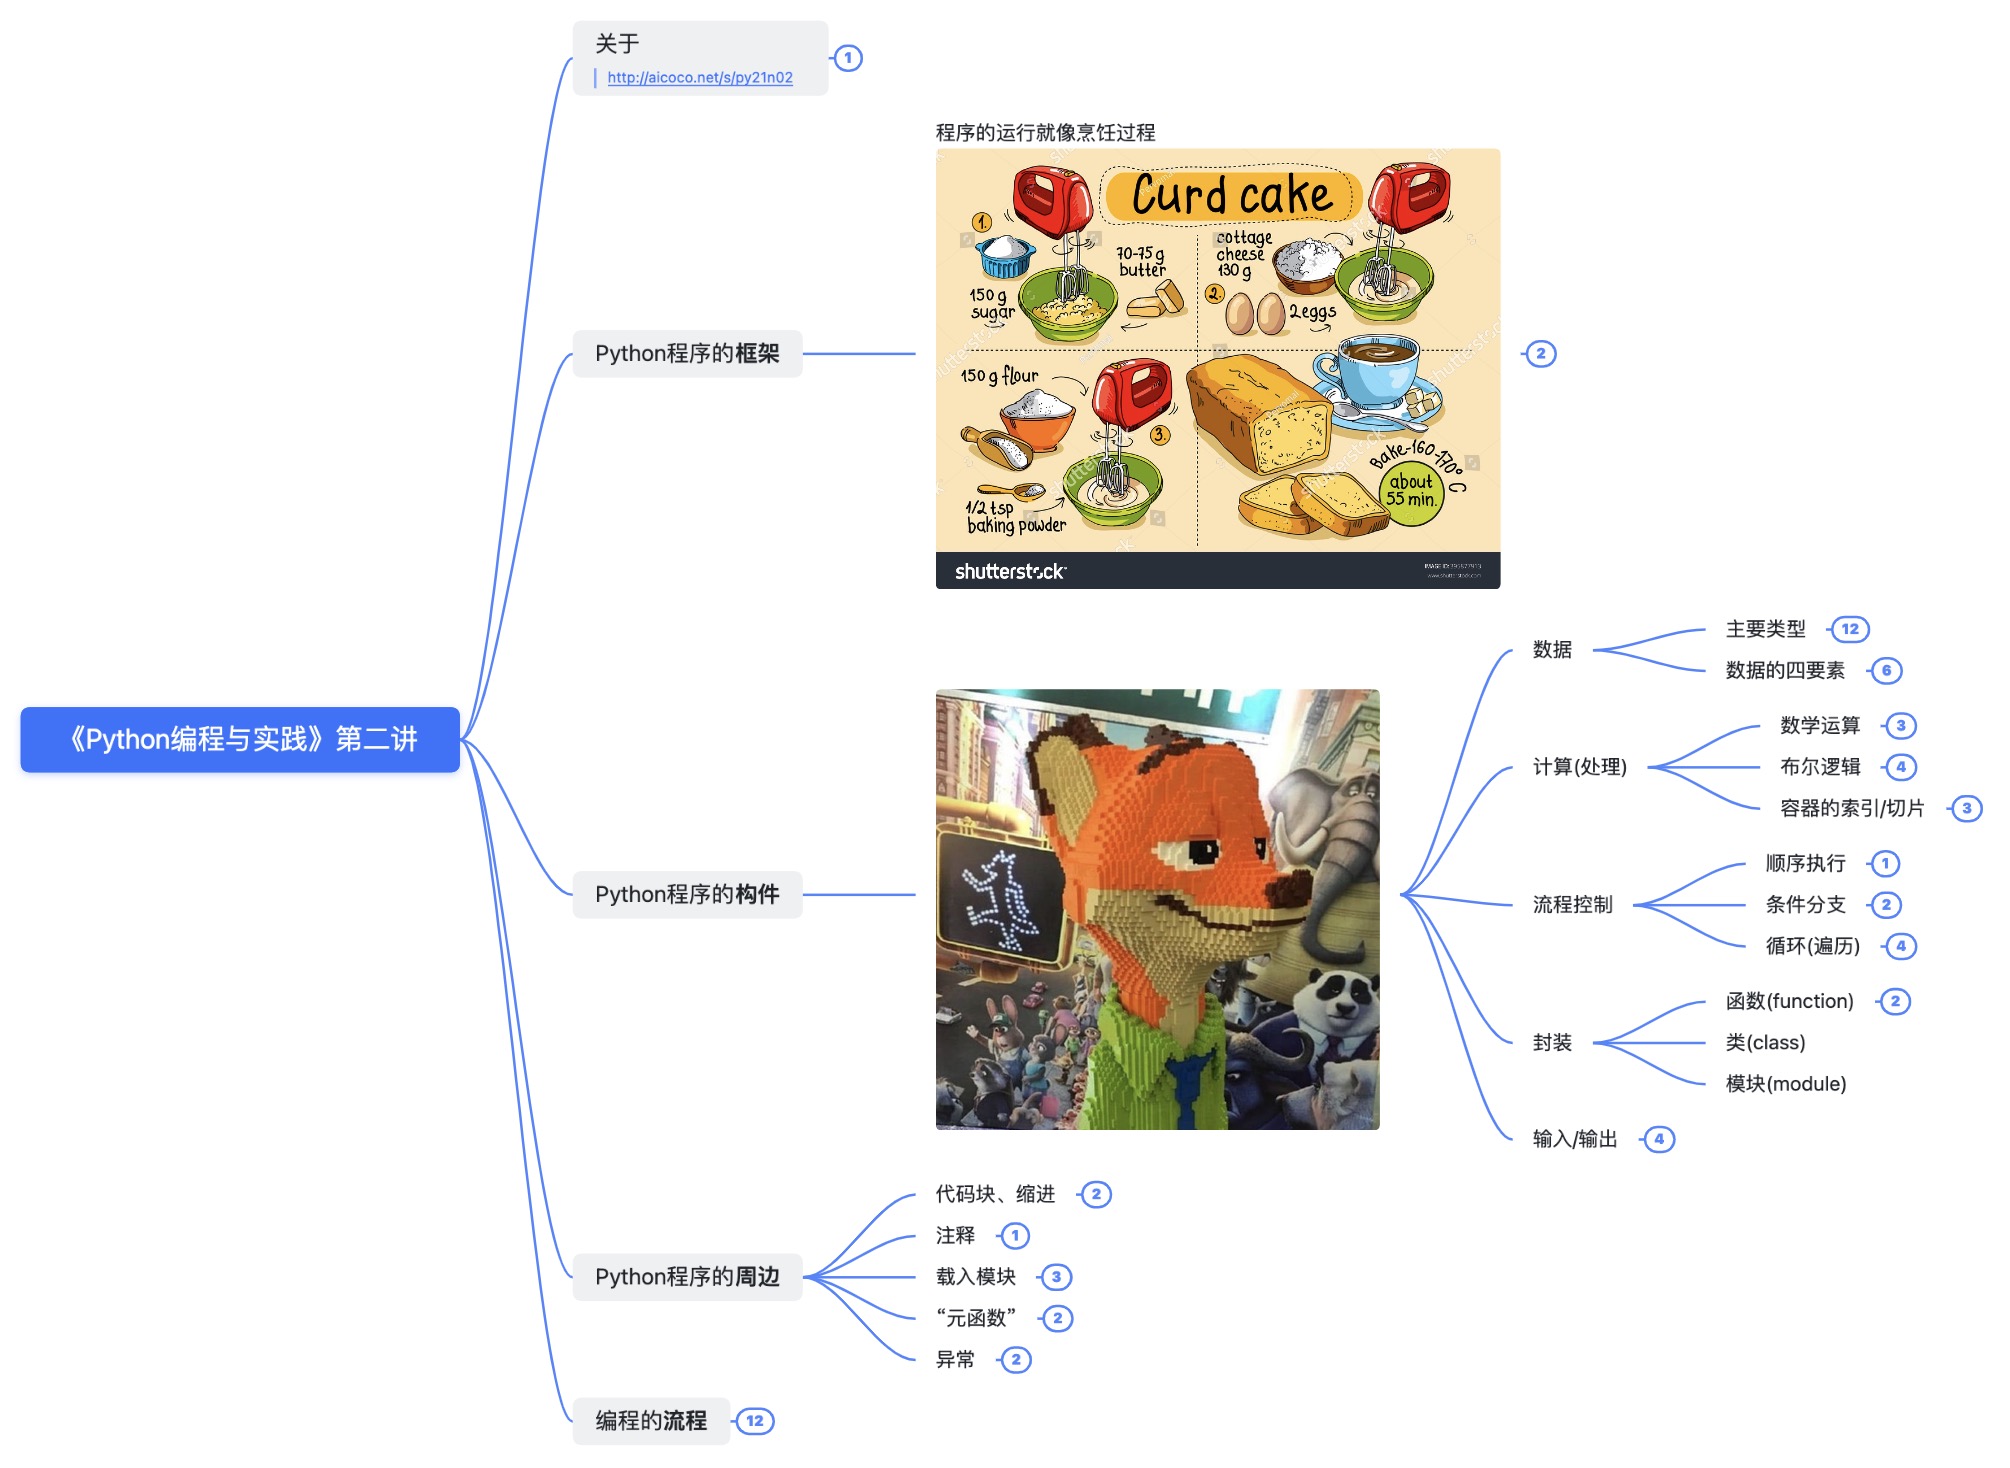 《Python编程与实践》第二讲
关于
http://aicoco.net/s/py21n02
1
Python程序的框架
程序的运行就像烹饪过程
Curd cake
1.
150 g
sugar
70-75 g
butter
cottage
cheese
130 g
2.
2eggs
150 g flour
3.
1/2 tsp
baking powder
Bake-160-170° C
about
55 min.
shutterstock
www.shutterstock.com
2
Python程序的构件
数据
主要类型
12
数据的四要素
6
计算(处理)
数学运算
3
布尔逻辑
4
容器的索引/切片
3
流程控制
顺序执行
1
条件分支
2
循环(遍历)
4
封装
函数(function)
2
类(class)
模块(module)
输入/输出
4
Python程序的周边
代码块、缩进
2
注释
1
载入模块
3
“元函数”
2
异常
2
编程的流程
12